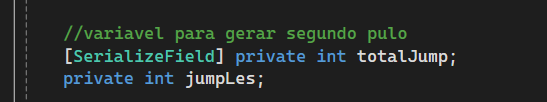 //variavel para gerar segundo pulo
[SerializeField] private int totalJump;
private int jumpLes;